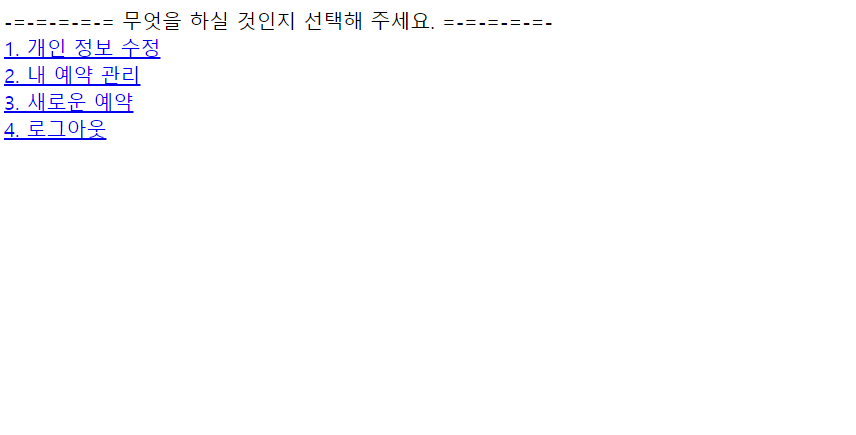 -=-=-=-=-= 무엇을 하실 것인지 선택해 주세요. =-=-=-=-=-
1. 개인 정보 수정
2. 내 예약 관리
3. 새로운 예약
4. 로그아웃